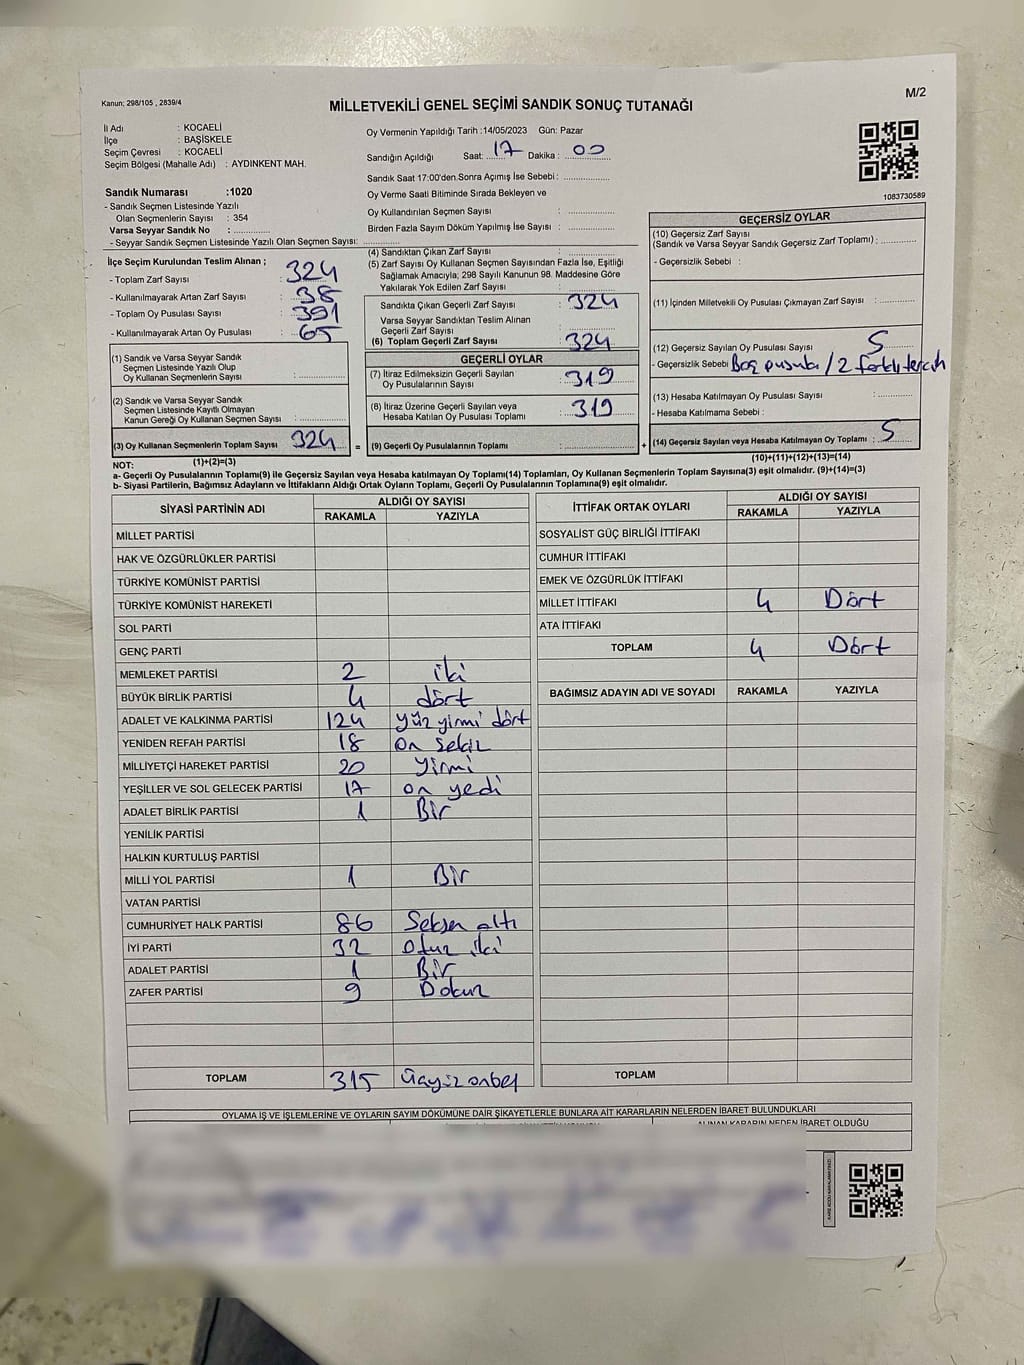 Kanun; 298/105 , 2839/4
MİLLETVEKİLİ GENEL SEÇİMİ SANDIK SONUÇ TUTANAĞI
M/2
İl Adı : KOCAELİ
İlçe : BAŞİSKELE
Seçim Çevresi : KOCAELİ
Seçim Bölgesi (Mahalle Adı) : AYDINKENT MAH.
Sandık Numarası :1020
- Sandık Seçmen Listesinde Yazılı
Olan Seçmenlerin Sayısı : 354
Varsa Seyyar Sandık No : ..............
- Seyyar Sandık Seçmen Listesinde Yazılı Olan Seçmen Sayısı: ..............
Oy Vermenin Yapıldığı Tarih :14/05/2023 Gün: Pazar
Sandığın Açıldığı Saat: 17 Dakika : 00
Sandık Saat 17:00'den Sonra Açımış İse Sebebi: ..............
Oy Verme Saati Bitiminde Sırada Bekleyen ve
Oy Kullandırılan Seçmen Sayısı : ..............
Birden Fazla Sayım Döküm Yapılmış İse Sayısı : ..............
1083730589
İlçe Seçim Kurulundan Teslim Alınan ;
- Toplam Zarf Sayısı : 324
- Kullanılmayarak Artan Zarf Sayısı : 38
- Toplam Oy Pusulası Sayısı : 391
- Kullanılmayarak Artan Oy Pusulası : 65
(1) Sandık ve Varsa Seyyar Sandık
Seçmen Listesinde Yazılı Olup
Oy Kullanan Seçmenlerin Sayısı : ..............
(2) Sandık ve Varsa Seyyar Sandık
Seçmen Listesinde Kayıtlı Olmayan
Kanun Gereği Oy Kullanan Seçmen Sayısı : ..............
(3) Oy Kullanan Seçmenlerin Toplam Sayısı 324
(1)+(2)=(3)
(4) Sandıktan Çıkan Zarf Sayısı : ..............
(5) Zarf Sayısı Oy Kullanan Seçmen Sayısından Fazla İse, Eşitliği
Sağlamak Amacıyla; 298 Sayılı Kanunun 98. Maddesine Göre
Yakılarak Yok Edilen Zarf Sayısı : ..............
Sandıkta Çıkan Geçerli Zarf Sayısı : 324
Varsa Seyyar Sandıktan Teslim Alınan
Geçerli Zarf Sayısı : ..............
(6) Toplam Geçerli Zarf Sayısı : 324
GEÇERLİ OYLAR
(7) İtiraz Edilmeksizin Geçerli Sayılan
Oy Pusulalarının Sayısı : 319
(8) İtiraz Üzerine Geçerli Sayılan veya
Hesaba Katılan Oy Pusulası Sayısı : 319
= (9) Geçerli Oy Pusulalarının Toplamı : .............. +
GEÇERSİZ OYLAR
(10) Geçersiz Zarf Sayısı
(Sandık ve Varsa Seyyar Sandık Geçersiz Zarf Toplamı) : ..............
- Geçersizlik Sebebi :
(11) İçinden Milletvekili Oy Pusulası Çıkmayan Zarf Sayısı : ..............
(12) Geçersiz Sayılan Oy Pusulası Sayısı : 5
- Geçersizlik Sebebi Boş pusula / 2 farklı tercih
(13) Hesaba Katılmayan Oy Pusulası Sayısı : ..............
- Hesaba Katılmama Sebebi :
(14) Geçersiz Sayılan veya Hesaba Katılmayan Oy Toplamı : 5
(10)+(11)+(12)+(13)=(14)
NOT:
a- Geçerli Oy Pusulalarının Toplamı(9) ile Geçersiz Sayılan veya Hesaba katılmayan Oy Toplamı(14) Toplamları, Oy Kullanan Seçmenlerin Toplam Sayısına(3) eşit olmalıdır. (9)+(14)=(3)
b- Siyasi Partilerin, Bağımsız Adayların ve İttifakların Aldığı Ortak Oyların Toplamı, Geçerli Oy Pusulalarının Toplamına(9) eşit olmalıdır.
SİYASİ PARTİNİN ADI ALDIĞI OY SAYISI
RAKAMLA YAZIYLA
MİLLET PARTİSİ
HAK VE ÖZGÜRLÜKLER PARTİSİ
TÜRKİYE KOMÜNİST PARTİSİ
TÜRKİYE KOMÜNİST HAREKETİ
SOL PARTİ
GENÇ PARTİ
MEMLEKET PARTİSİ 2 iki
BÜYÜK BİRLİK PARTİSİ 4 dört
ADALET VE KALKINMA PARTİSİ 124 yüz yirmi dört
YENİDEN REFAH PARTİSİ 18 on sekiz
MİLLİYETÇİ HAREKET PARTİSİ 20 yirmi
YEŞİLLER VE SOL GELECEK PARTİSİ 17 on yedi
ADALET BİRLİK PARTİSİ 1 Bir
YENİLİK PARTİSİ
HALKIN KURTULUŞ PARTİSİ
MİLLİ YOL PARTİSİ 1 Bir
VATAN PARTİSİ
CUMHURİYET HALK PARTİSİ 86 Seksen altı
İYİ PARTİ 32 Otuz iki
ADALET PARTİSİ 1 Bir
ZAFER PARTİSİ 9 Dokuz
TOPLAM 315 Üçyüz onbeş
İTTİFAK ORTAK OYLARI ALDIĞI OY SAYISI
RAKAMLA YAZIYLA
SOSYALİST GÜÇ BİRLİĞİ İTTİFAKI
CUMHUR İTTİFAKI
EMEK VE ÖZGÜRLÜK İTTİFAKI
MİLLET İTTİFAKI 4 Dört
ATA İTTİFAKI
TOPLAM 4 Dört
BAĞIMSIZ ADAYIN ADI VE SOYADI RAKAMLA YAZIYLA
TOPLAM
OYLAMA İŞ VE İŞLEMLERİNE VE OYLARIN SAYIM DÖKÜMÜNE DAİR ŞİKAYETLERLE BUNLARA AİT KARARLARIN NELERDEN İBARET BULUNDUKLARI
ALINAN KARARIN NEDEN İBARET OLDUĞU